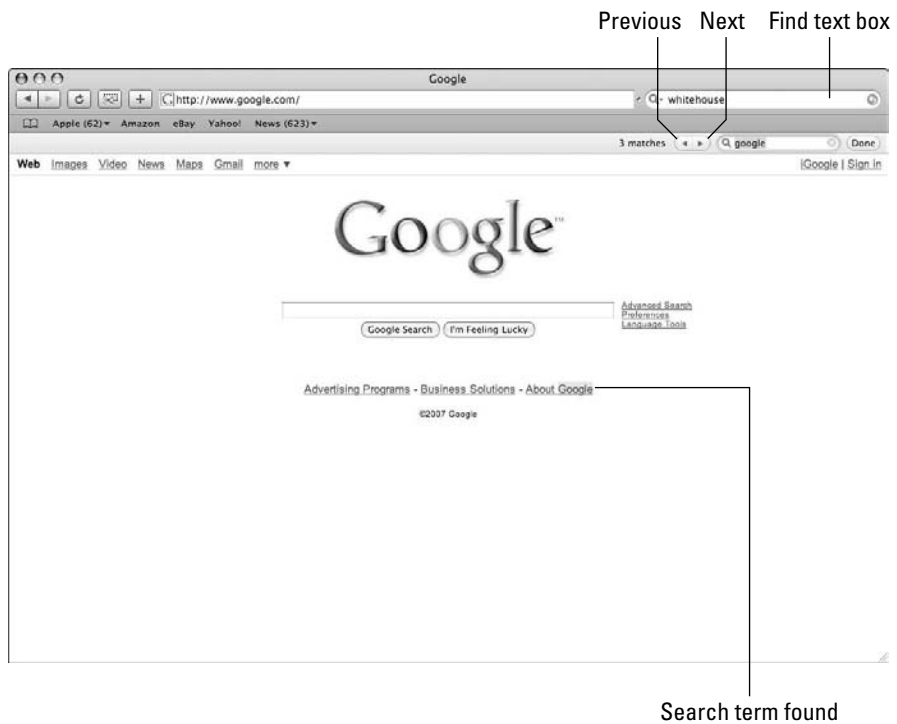 Previous Next Find text box
Google
http://www.google.com/ whitehouse
Apple (62) Amazon eBay Yahoo! News (623)
3 matches google Done
Web Images Video News Maps Gmail more ▼ iGoogle | Sign in
Google™
Advanced Search
Preferences
Language Tools
Google Search I'm Feeling Lucky
Advertising Programs - Business Solutions - About Google
©2007 Google
Search term found